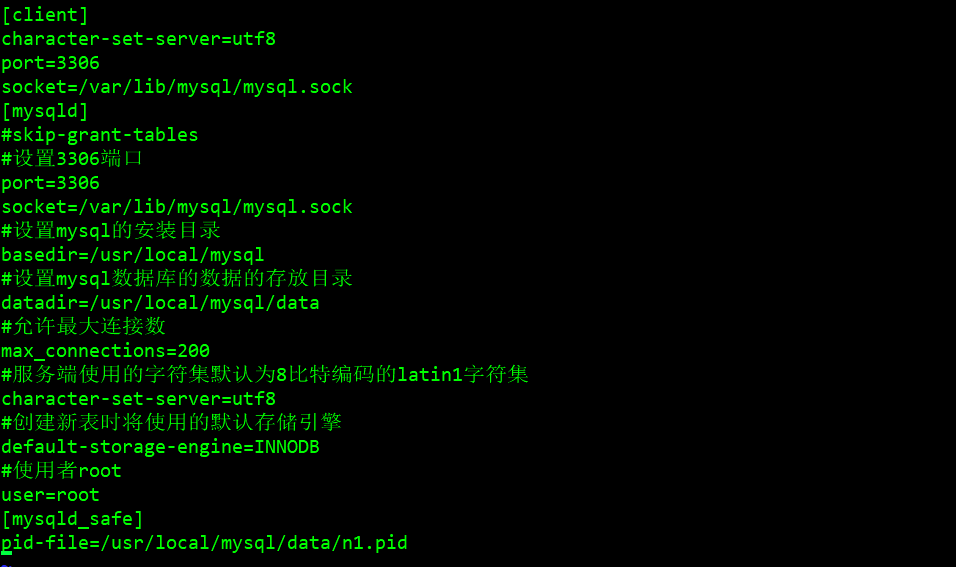 [client]
character-set-server=utf8
port=3306
socket=/var/lib/mysql/mysql.sock
[mysqld]
#skip-grant-tables
#设置3306端口
port=3306
socket=/var/lib/mysql/mysql.sock
#设置mysql的安装目录
basedir=/usr/local/mysql
#设置mysql数据库的数据的存放目录
datadir=/usr/local/mysql/data
#允许最大连接数
max_connections=200
#服务端使用的字符集默认为8比特编码的latin1字符集
character-set-server=utf8
#创建新表时将使用的默认存储引擎
default-storage-engine=INNODB
#使用者root
user=root
[mysqld_safe]
pid-file=/usr/local/mysql/data/n1.pid